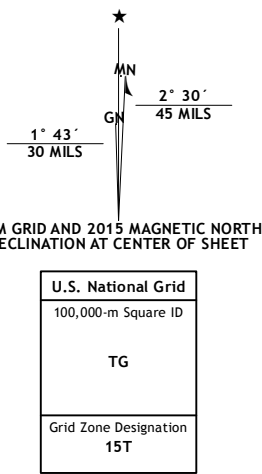 ★
MN
2° 30´
45 MILS
GN
1° 43´
30 MILS
M GRID AND 2015 MAGNETIC NORTH
ECLINATION AT CENTER OF SHEET
U.S. National Grid
100,000-m Square ID
TG
Grid Zone Designation
15T